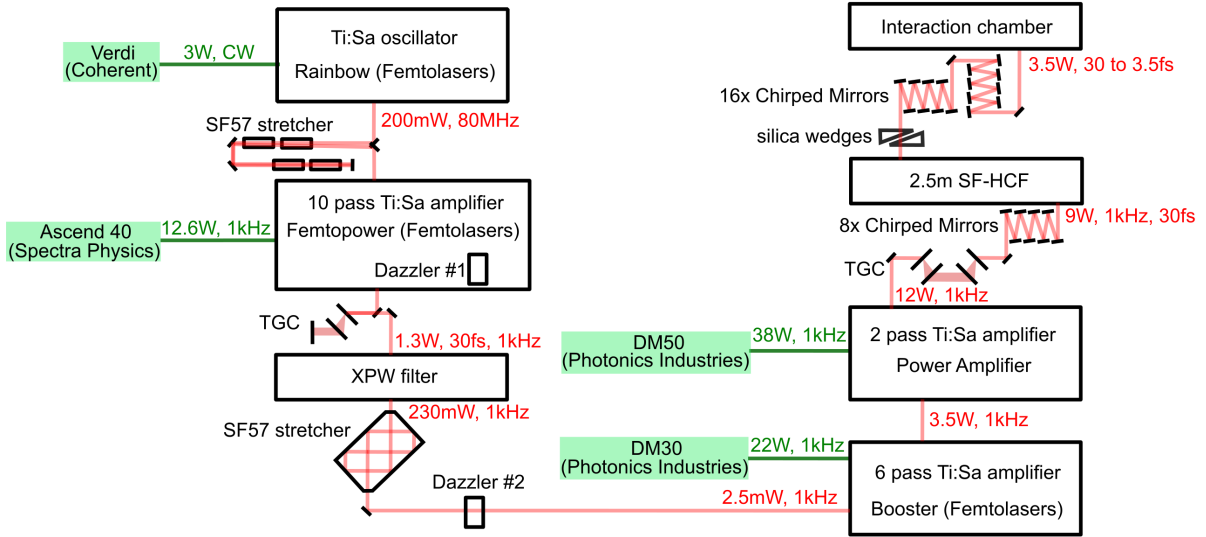 Verdi
(Coherent)
3W, CW
Ti:Sa oscillator
Rainbow (Femtolasers)
200mW, 80MHz
SF57 stretcher
10 pass Ti:Sa amplifier
Femtopower (Femtolasers)
Dazzler #1
Ascend 40
(Spectra Physics)
12.6W, 1kHz
TGC
1.3W, 30fs, 1kHz
XPW filter
230mW, 1kHz
SF57 stretcher
Dazzler #2
2.5mW, 1kHz
Interaction chamber
3.5W, 30 to 3.5fs
16x Chirped Mirrors
silica wedges
2.5m SF-HCF
8x Chirped Mirrors
9W, 1kHz, 30fs
TGC
12W, 1kHz
DM50
(Photonics Industries)
38W, 1kHz
2 pass Ti:Sa amplifier
Power Amplifier
3.5W, 1kHz
DM30
(Photonics Industries)
22W, 1kHz
6 pass Ti:Sa amplifier
Booster (Femtolasers)